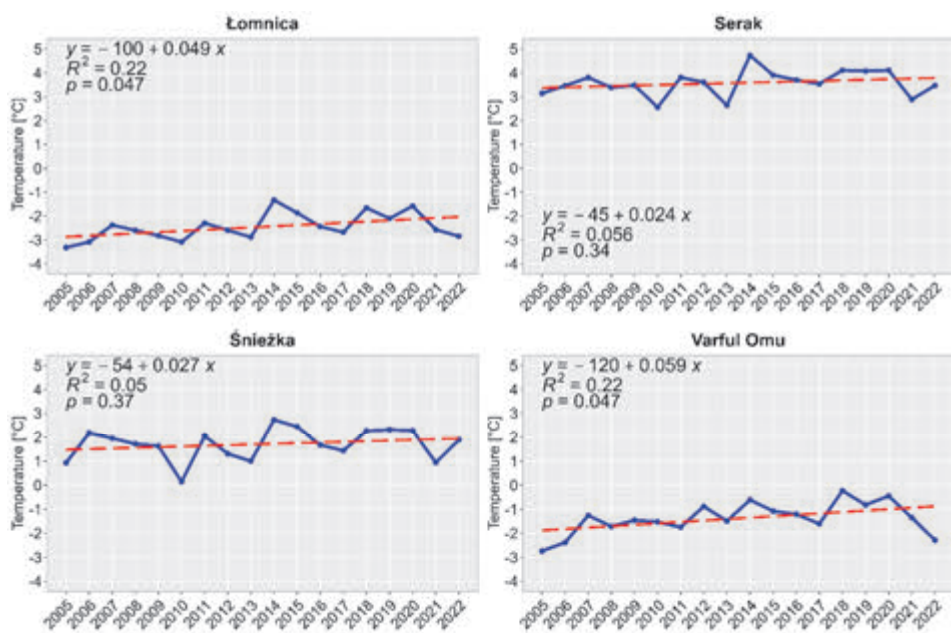 Łomnica
y = − 100 + 0.049 x
R² = 0.22
p = 0.047
Temperature [°C]
5
4
3
2
1
0
-1
-2
-3
-4
2005 2006 2007 2008 2009 2010 2011 2012 2013 2014 2015 2016 2017 2018 2019 2020 2021 2022
Serak
Temperature [°C]
5
4
3
2
1
0
-1
-2
-3
-4
y = − 45 + 0.024 x
R² = 0.056
p = 0.34
2005 2006 2007 2008 2009 2010 2011 2012 2013 2014 2015 2016 2017 2018 2019 2020 2021 2022
Śnieżka
y = − 54 + 0.027 x
R² = 0.05
p = 0.37
Temperature [°C]
5
4
3
2
1
0
-1
-2
-3
-4
2005 2006 2007 2008 2009 2010 2011 2012 2013 2014 2015 2016 2017 2018 2019 2020 2021 2022
Varful Omu
y = − 120 + 0.059 x
R² = 0.22
p = 0.047
Temperature [°C]
5
4
3
2
1
0
-1
-2
-3
-4
2005 2006 2007 2008 2009 2010 2011 2012 2013 2014 2015 2016 2017 2018 2019 2020 2021 2022